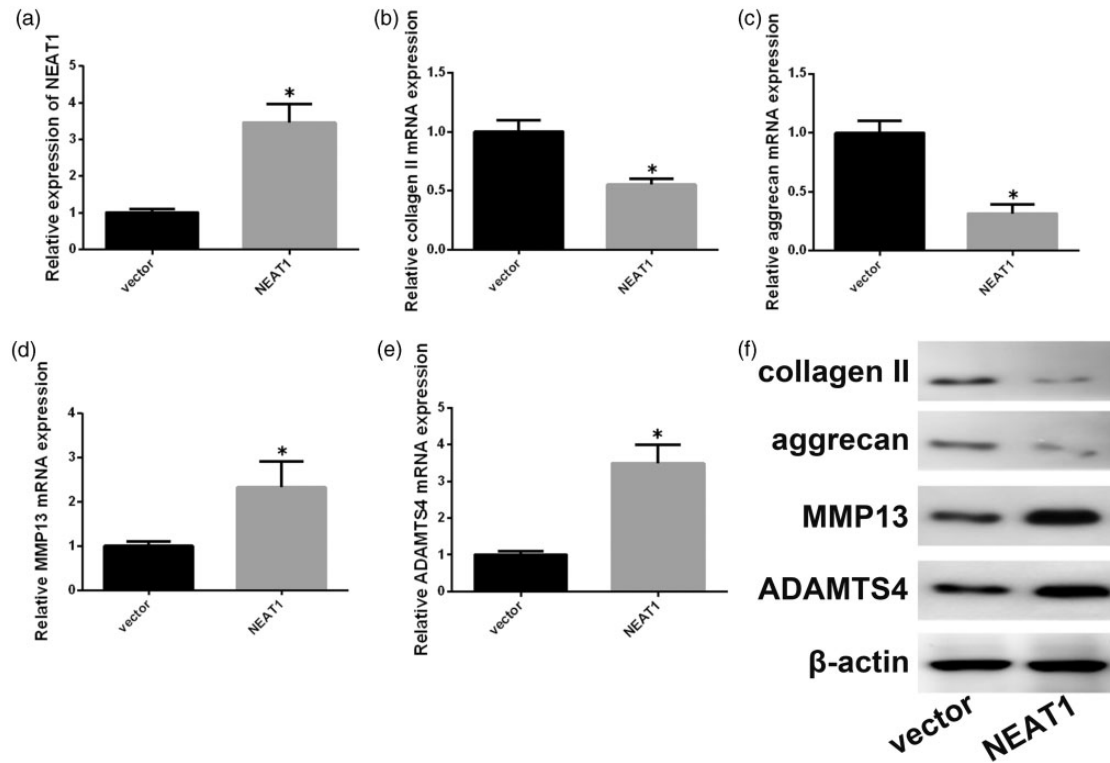 (a)
Relative expression of NEAT1
5
4
3
2
1
0
*
vector
NEAT1
(b)
Relative collagen II mRNA expression
1.5
1.0
0.5
0.0
*
vector
NEAT1
(c)
Relative aggrecan mRNA expression
1.5
1.0
0.5
0.0
*
vector
NEAT1
(d)
Relative MMP13 mRNA expression
4
3
2
1
0
*
vector
NEAT1
(e)
Relative ADAMTS4 mRNA expression
5
4
3
2
1
0
*
vector
NEAT1
(f)
collagen II
aggrecan
MMP13
ADAMTS4
β-actin
vector
NEAT1